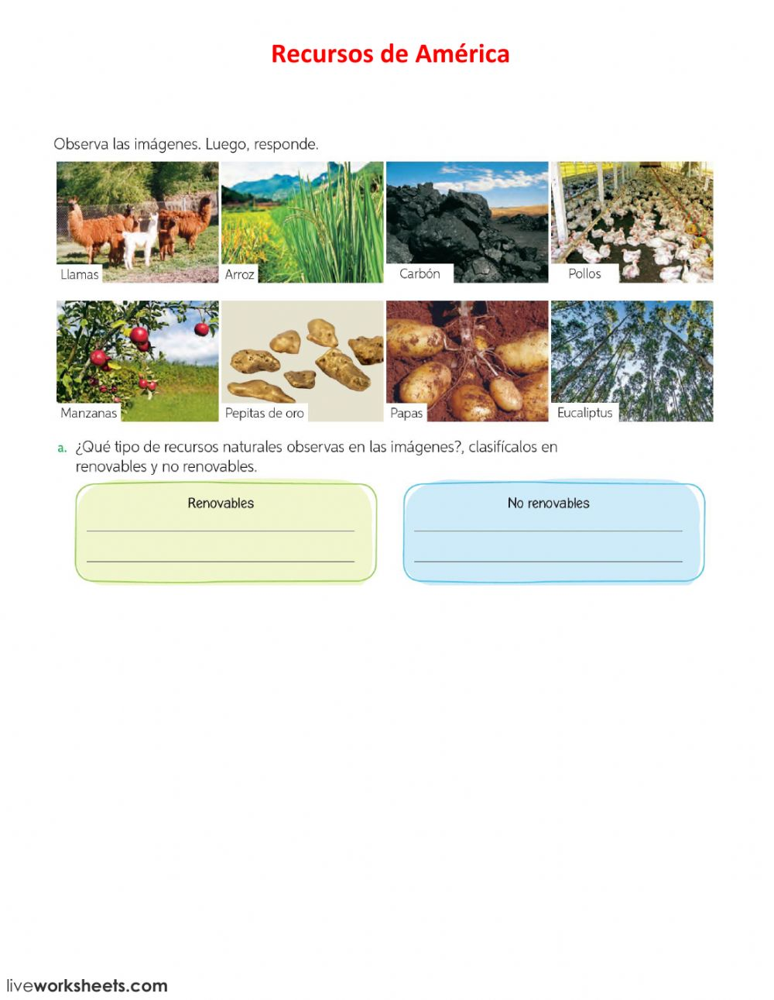 Recursos de América
Observa las imágenes. Luego, responde.
Llamas
Arroz
Carbón
Pollos
Manzanas
Pepitas de oro
Papas
Eucaliptus
a. ¿Qué tipo de recursos naturales observas en las imágenes?, clasifícalos en
renovables y no renovables.
Renovables
No renovables
liveworksheets.com